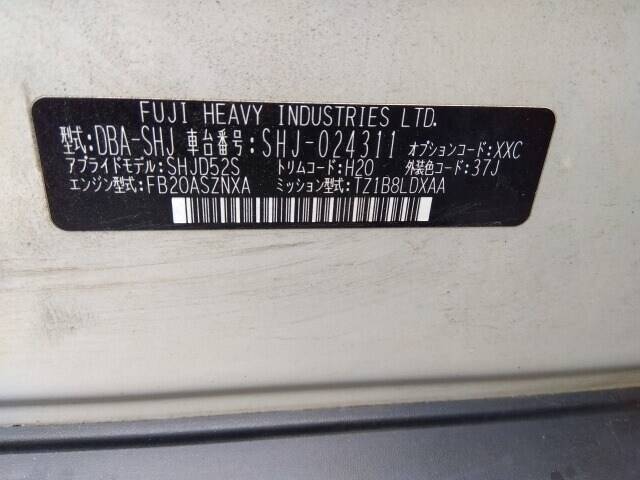 FUJI HEAVY INDUSTRIES LTD.
型式:DBA-SHJ 車台番号:SHJ-024311 オプションコード:XXC
アプライドモデル:SHJD52S トリムコード:H20 外装色コード:37J
エンジン型式:FB20ASZNXA ミッション型式:TZ1B8LDXAA